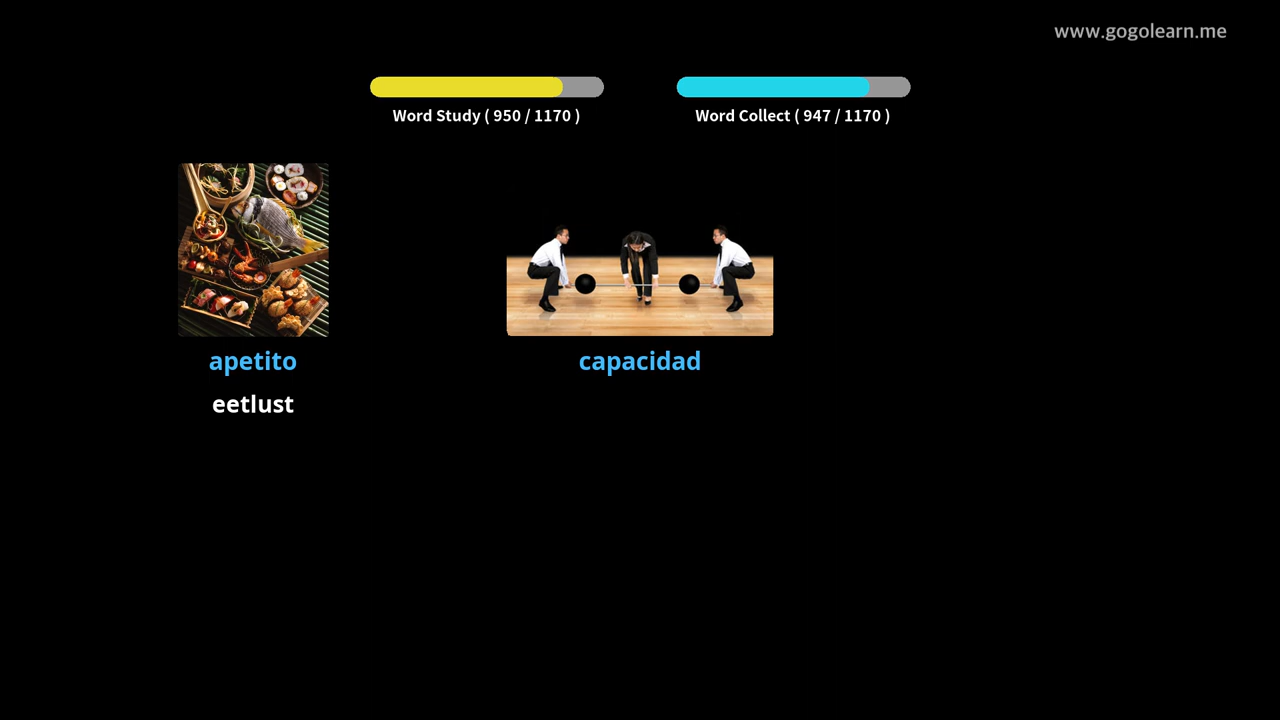 www.gogolearn.me
Word Study ( 950 / 1170 )
Word Collect ( 947 / 1170 )
apetito
capacidad
eetlust